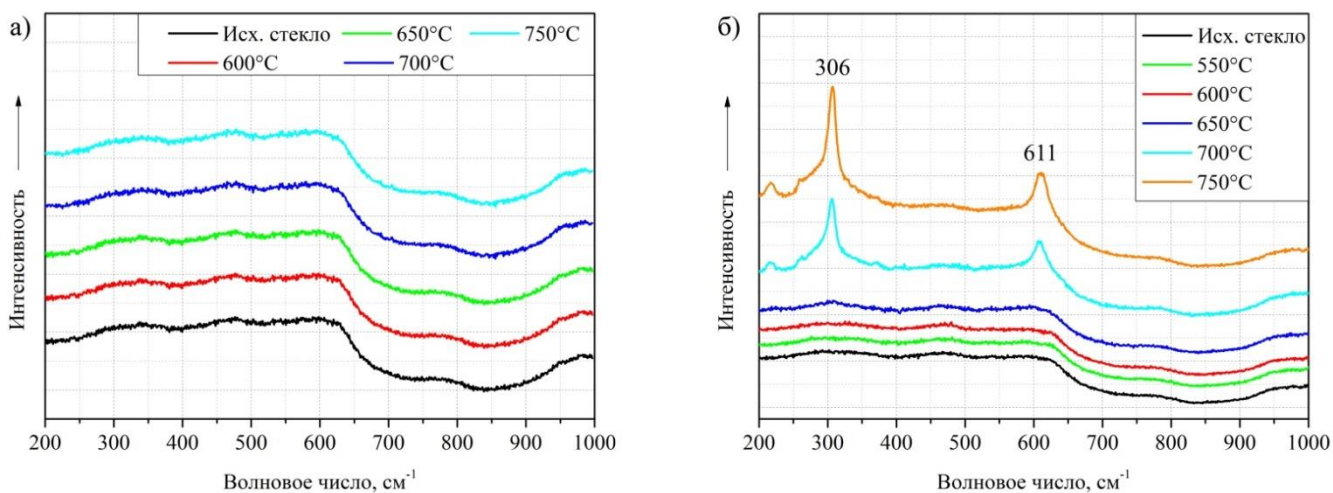 а)
Исх. стекло 650°C 750°C
600°C 700°C
Интенсивность
200 300 400 500 600 700 800 900 1000
Волновое число, см-1
б)
Исх. стекло
550°C
600°C
650°C
700°C
750°C
306
611
Интенсивность
200 300 400 500 600 700 800 900 1000
Волновое число, см-1